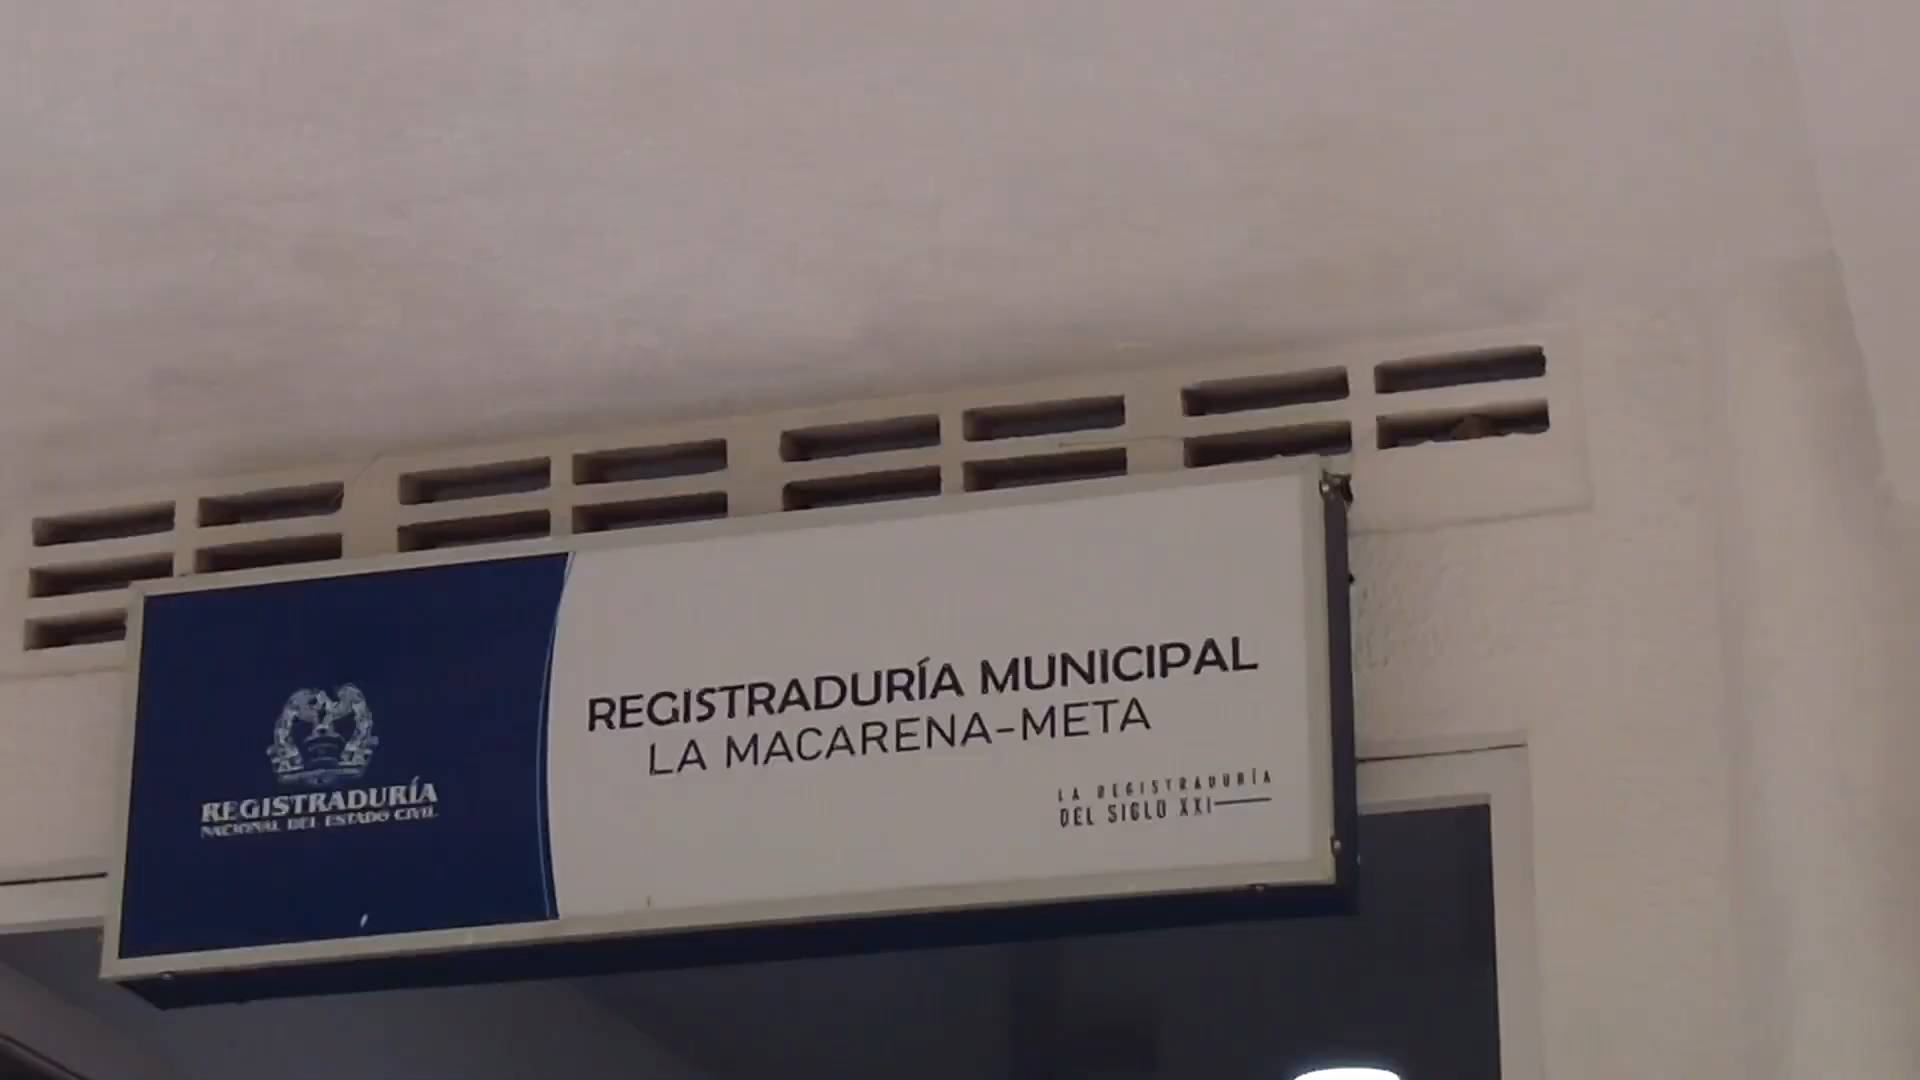 REGISTRADURÍA
NACIONAL DEL ESTADO CIVIL
REGISTRADURÍA MUNICIPAL
LA MACARENA-META
LA REGISTRADURÍA
DEL SIGLO XXI